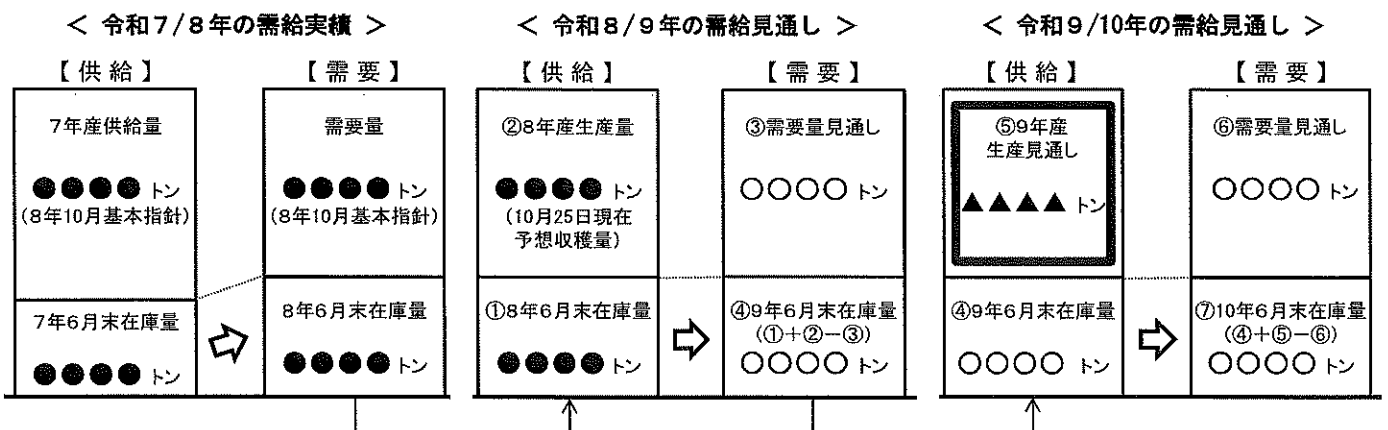 ＜ 令和７/８年の需給実績 ＞
【供給】
【需要】
７年産供給量
●●●● トン
(８年10月基本指針)
需要量
●●●● トン
(８年10月基本指針)
７年６月末在庫量
●●●● トン
８年６月末在庫量
●●●● トン
＜ 令和８/９年の需給見通し ＞
【供給】
【需要】
②８年産生産量
●●●● トン
(10月25日現在
予想収穫量)
③需要量見通し
○○○○ トン
①８年６月末在庫量
●●●● トン
④９年６月末在庫量
(①＋②－③)
○○○○ トン
＜ 令和９/10年の需給見通し ＞
【供給】
【需要】
⑤９年産
生産見通し
▲▲▲▲ トン
⑥需要量見通し
○○○○ トン
④９年６月末在庫量
○○○○ トン
⑦10年６月末在庫量
(④＋⑤－⑥)
○○○○ トン